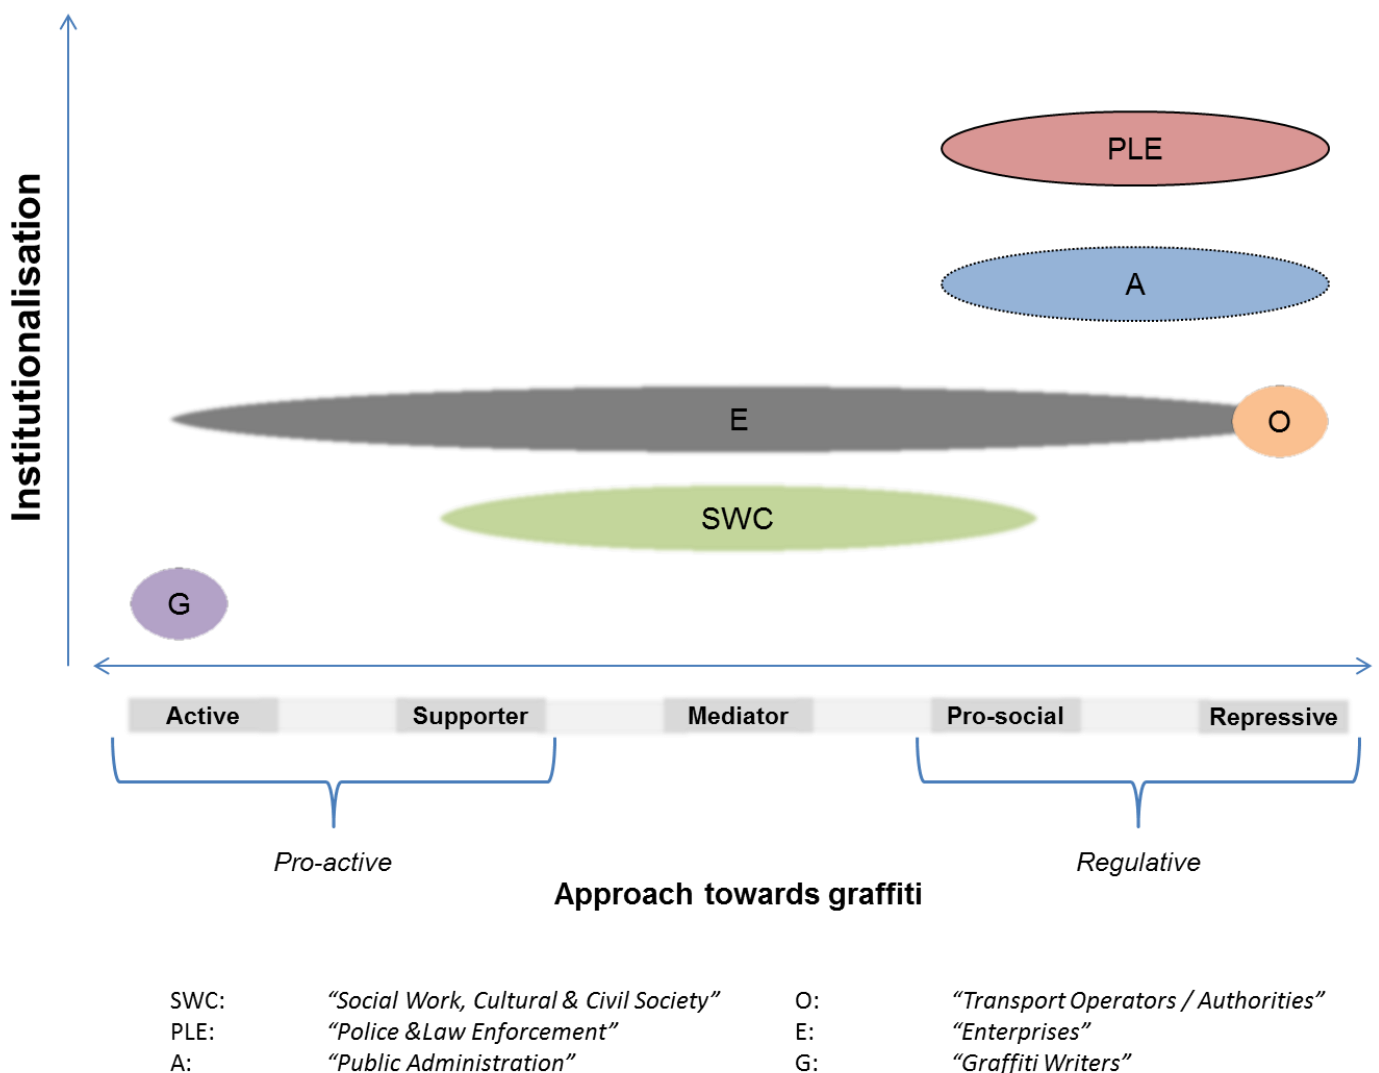 Institutionalisation
PLE
A
E
O
SWC
G
Active Supporter Mediator Pro-social Repressive
Pro-active Regulative
Approach towards graffiti
SWC: “Social Work, Cultural & Civil Society” O: “Transport Operators / Authorities”
PLE: “Police &Law Enforcement” E: “Enterprises”
A: “Public Administration” G: “Graffiti Writers”